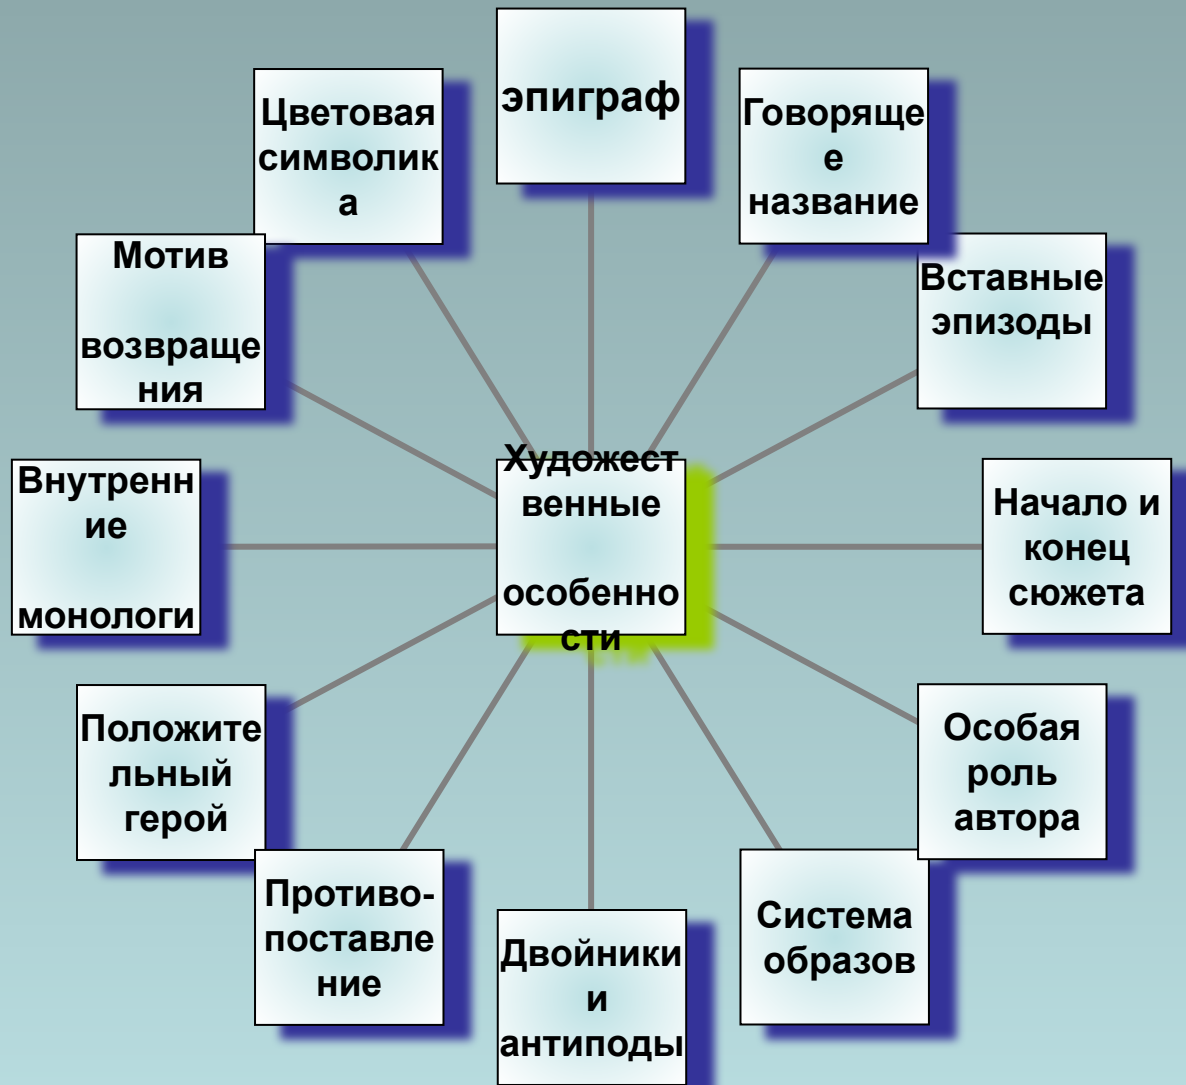 эпиграф
Говоряще
е
название
Вставные
эпизоды
Начало и
конец
сюжета
Особая
роль
автора
Система
образов
Двойники
и
антиподы
Противо-
поставле
ние
Положите
льный
герой
Внутренн
ие
монологи
Мотив
возвраще
ния
Цветовая
символик
а
Художест
венные
особенно
сти